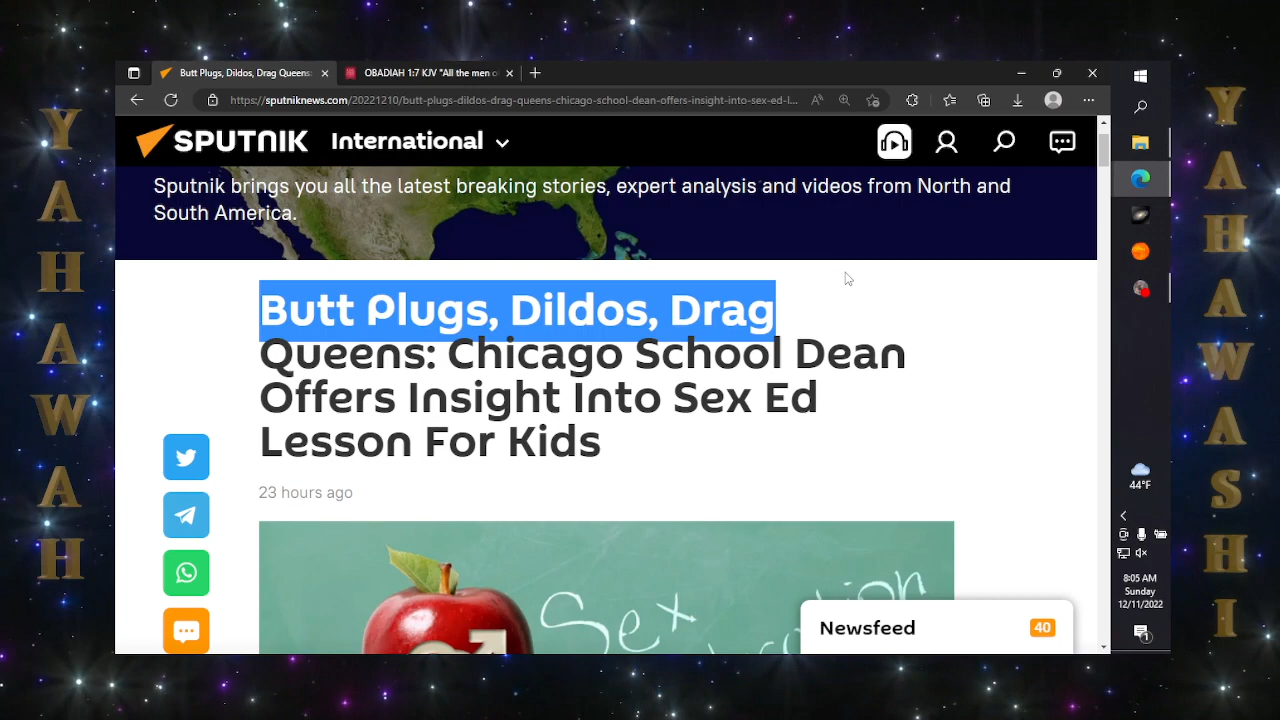 Butt Plugs, Dildos, Drag Queens:
OBADIAH 1:7 KJV "All the men o
https://sputniknews.com/20221210/butt-plugs-dildos-drag-queens-chicago-school-dean-offers-insight-into-sex-ed-l...
SPUTNIK International
Sputnik brings you all the latest breaking stories, expert analysis and videos from North and
South America.
Butt Plugs, Dildos, Drag
Queens: Chicago School Dean
Offers Insight Into Sex Ed
Lesson For Kids
23 hours ago
Sex
Newsfeed 40
44°F
8:05 AM
Sunday
12/11/2022
1
YAHAWAH
YAHAWASHI